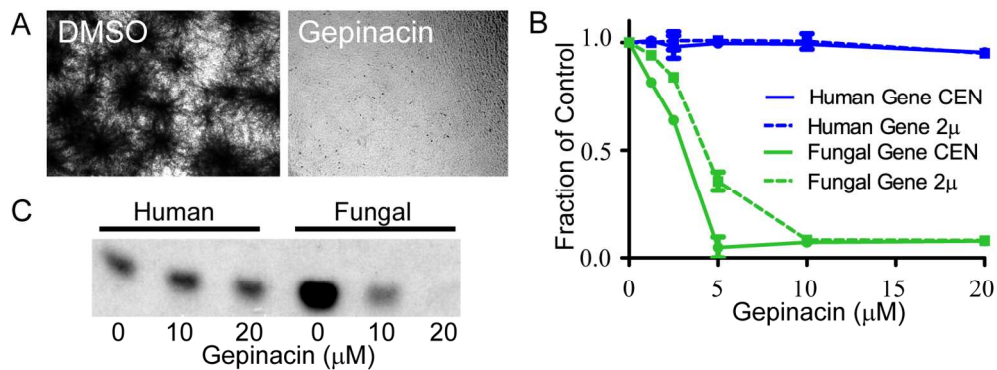 A
DMSO
Gepinacin
B
1.0
0.5
0.0
Fraction of Control
Human Gene CEN
Human Gene 2μ
Fungal Gene CEN
Fungal Gene 2μ
0 5 10 15 20
Gepinacin (μM)
C
Human Fungal
0 10 20 0 10 20
Gepinacin (μM)